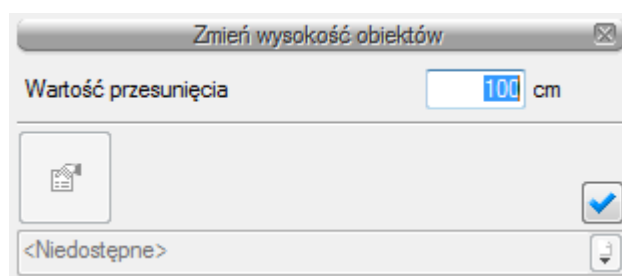 Zmień wysokość obiektów
Wartość przesunięcia 100 cm
<Niedostępne>